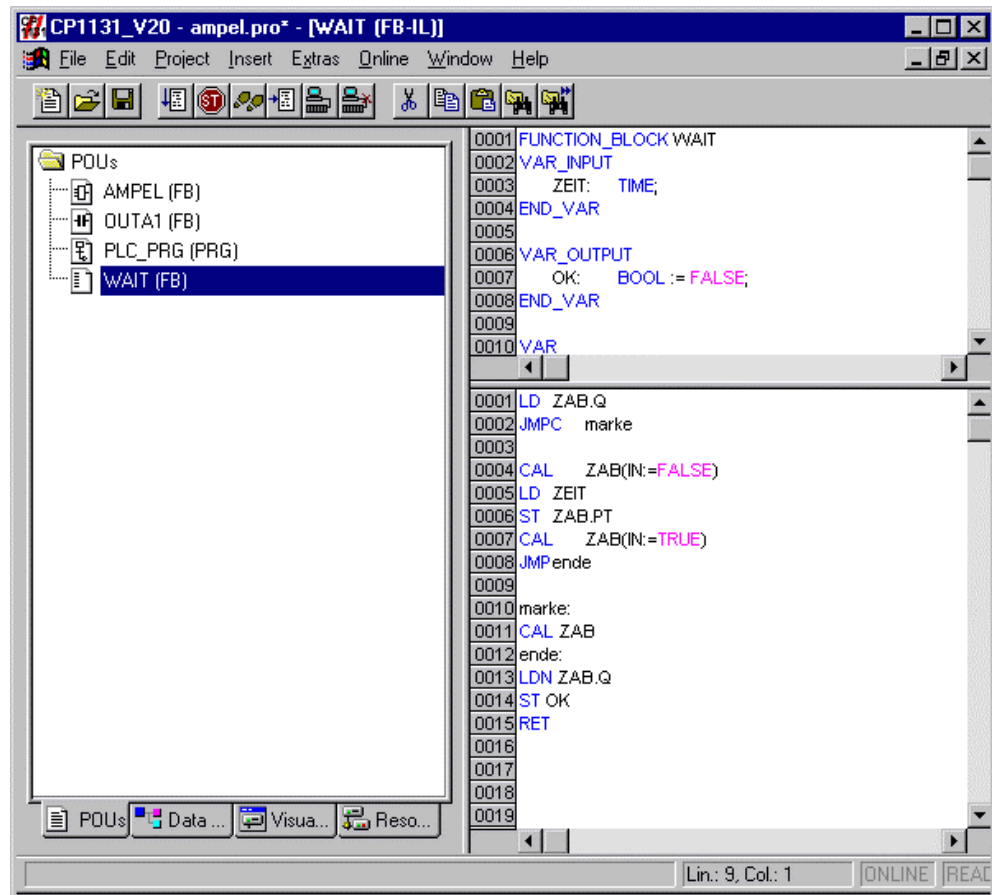 CP1131_V20 - ampel.pro* - [WAIT (FB-IL)]
File Edit Project Insert Extras Online Window Help
POUs
AMPEL (FB)
OUTA1 (FB)
PLC_PRG (PRG)
WAIT (FB)
POUs Data ... Visua... Reso...
0001 FUNCTION_BLOCK WAIT
0002 VAR_INPUT
0003 ZEIT: TIME;
0004 END_VAR
0005
0006 VAR_OUTPUT
0007 OK: BOOL := FALSE;
0008 END_VAR
0009
0010 VAR
0001 LD ZAB.Q
0002 JMPC marke
0003
0004 CAL ZAB(IN:=FALSE)
0005 LD ZEIT
0006 ST ZAB.PT
0007 CAL ZAB(IN:=TRUE)
0008 JMPende
0009
0010 marke:
0011 CAL ZAB
0012 ende:
0013 LDN ZAB.Q
0014 ST OK
0015 RET
0016
0017
0018
0019
Lin.: 9, Col.: 1 ONLINE READ